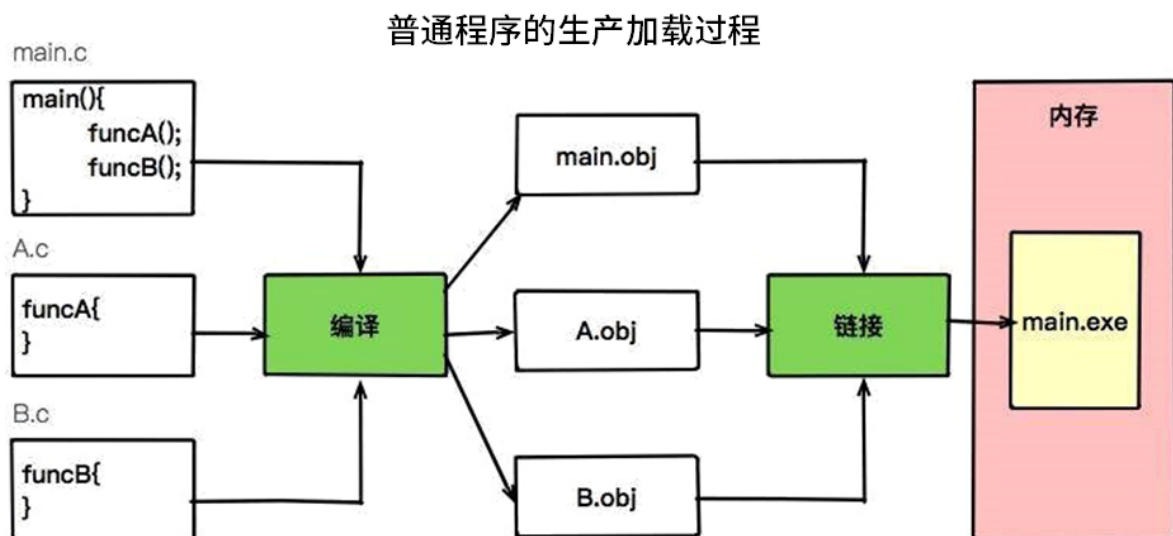 普通程序的生产加载过程
main.c
main(){
funcA();
funcB();
}
A.c
funcA{
}
B.c
funcB{
}
编译
main.obj
A.obj
B.obj
链接
内存
main.exe